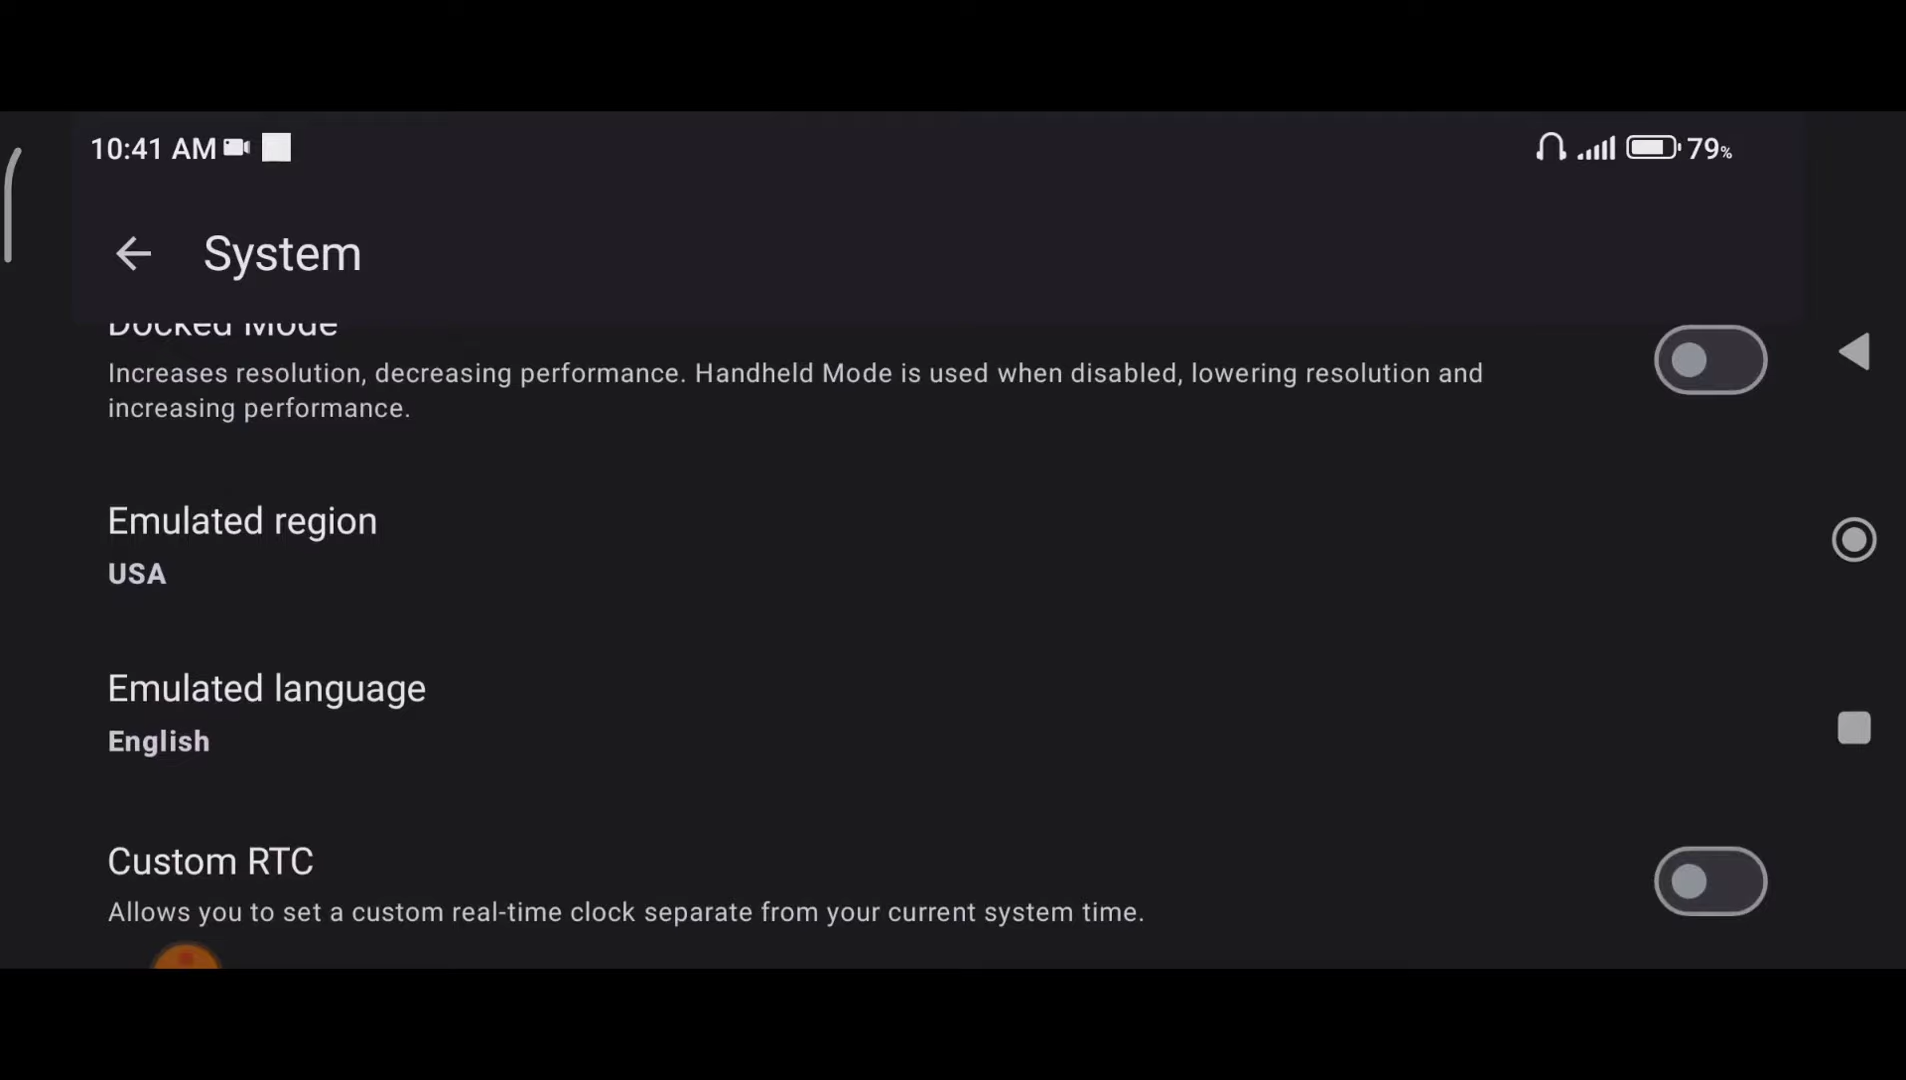 10:41 AM
79%
System
Docked Mode
Increases resolution, decreasing performance. Handheld Mode is used when disabled, lowering resolution and
increasing performance.
Emulated region
USA
Emulated language
English
Custom RTC
Allows you to set a custom real-time clock separate from your current system time.